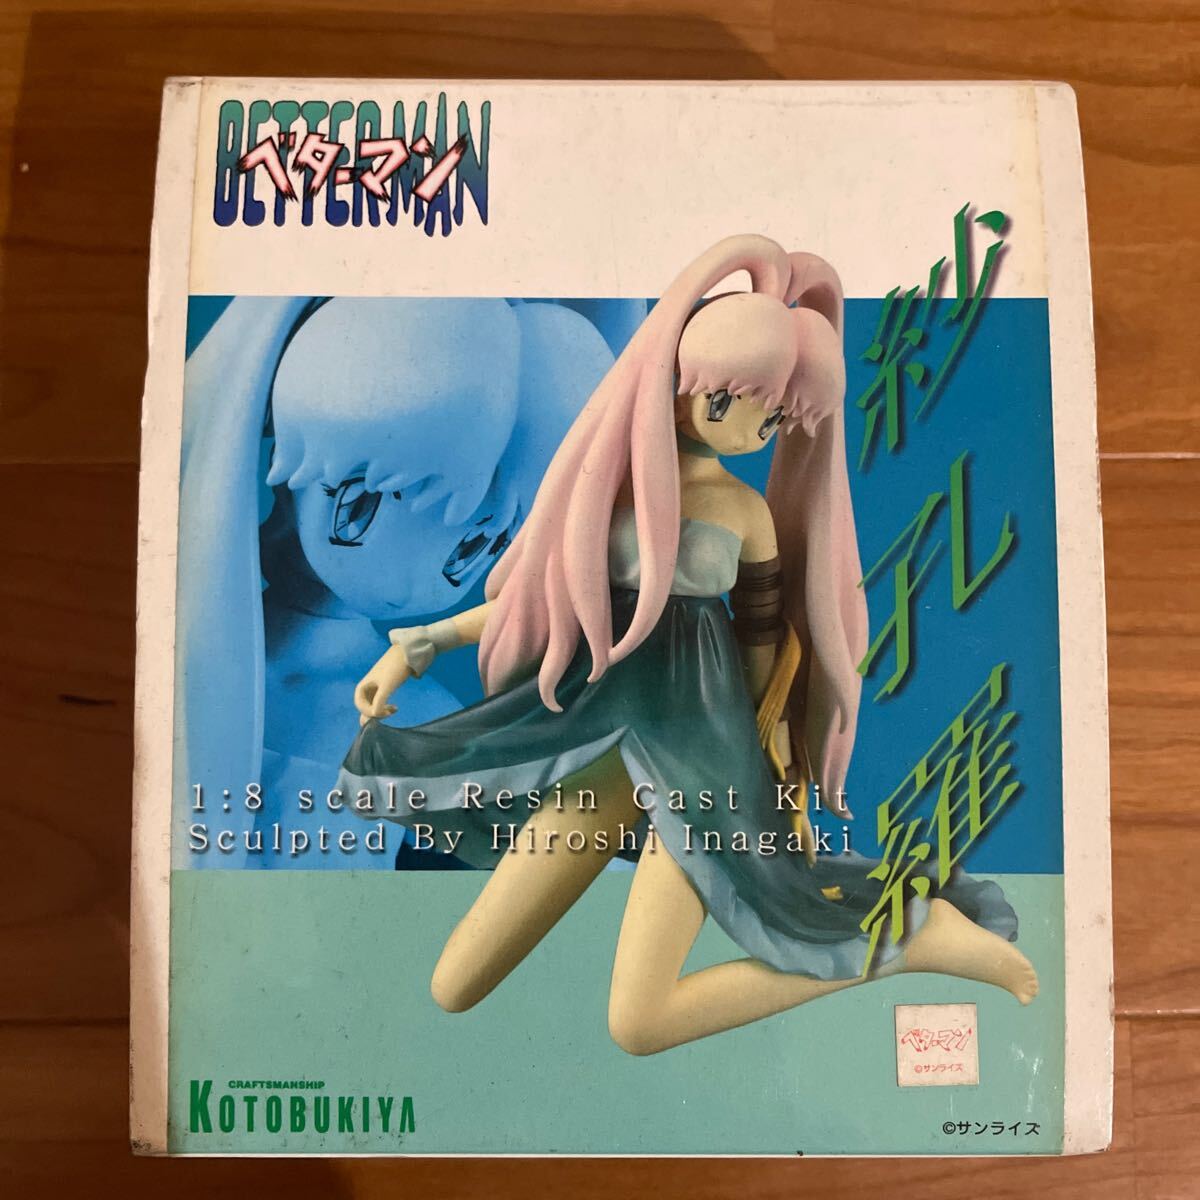 BETTERMAN
ベターマン
紗孔羅
1:8 scale Resin Cast Kit
Sculpted By Hiroshi Inagaki
ベターマン
©サンライズ
CRAFTSMANSHIP
KOTOBUKIYA
©サンライズ